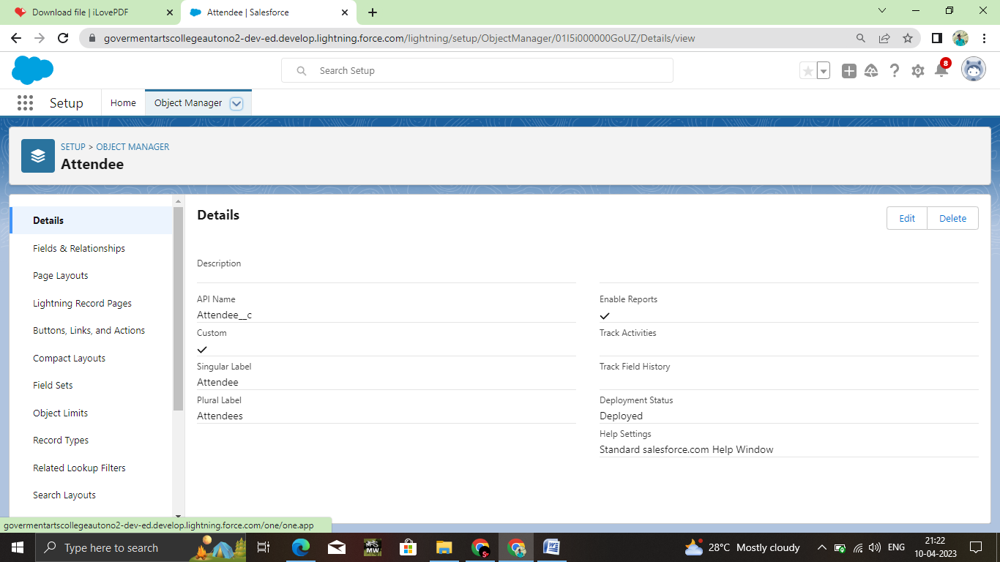 Download file | iLovePDF
Attendee | Salesforce
govermentartscollegeautono2-dev-ed.develop.lightning.force.com/lightning/setup/ObjectManager/01I5i000000GoUZ/Details/view
Search Setup
8
Setup
Home
Object Manager
SETUP > OBJECT MANAGER
Attendee
Details
Fields & Relationships
Page Layouts
Lightning Record Pages
Buttons, Links, and Actions
Compact Layouts
Field Sets
Object Limits
Record Types
Related Lookup Filters
Search Layouts
Details
Edit
Delete
Description
API Name
Attendee__c
Custom
Singular Label
Attendee
Plural Label
Attendees
Enable Reports
Track Activities
Track Field History
Deployment Status
Deployed
Help Settings
Standard salesforce.com Help Window
govermentartscollegeautono2-dev-ed.develop.lightning.force.com/one/one.app
Type here to search
MW
28°C Mostly cloudy
ENG
21:22
10-04-2023